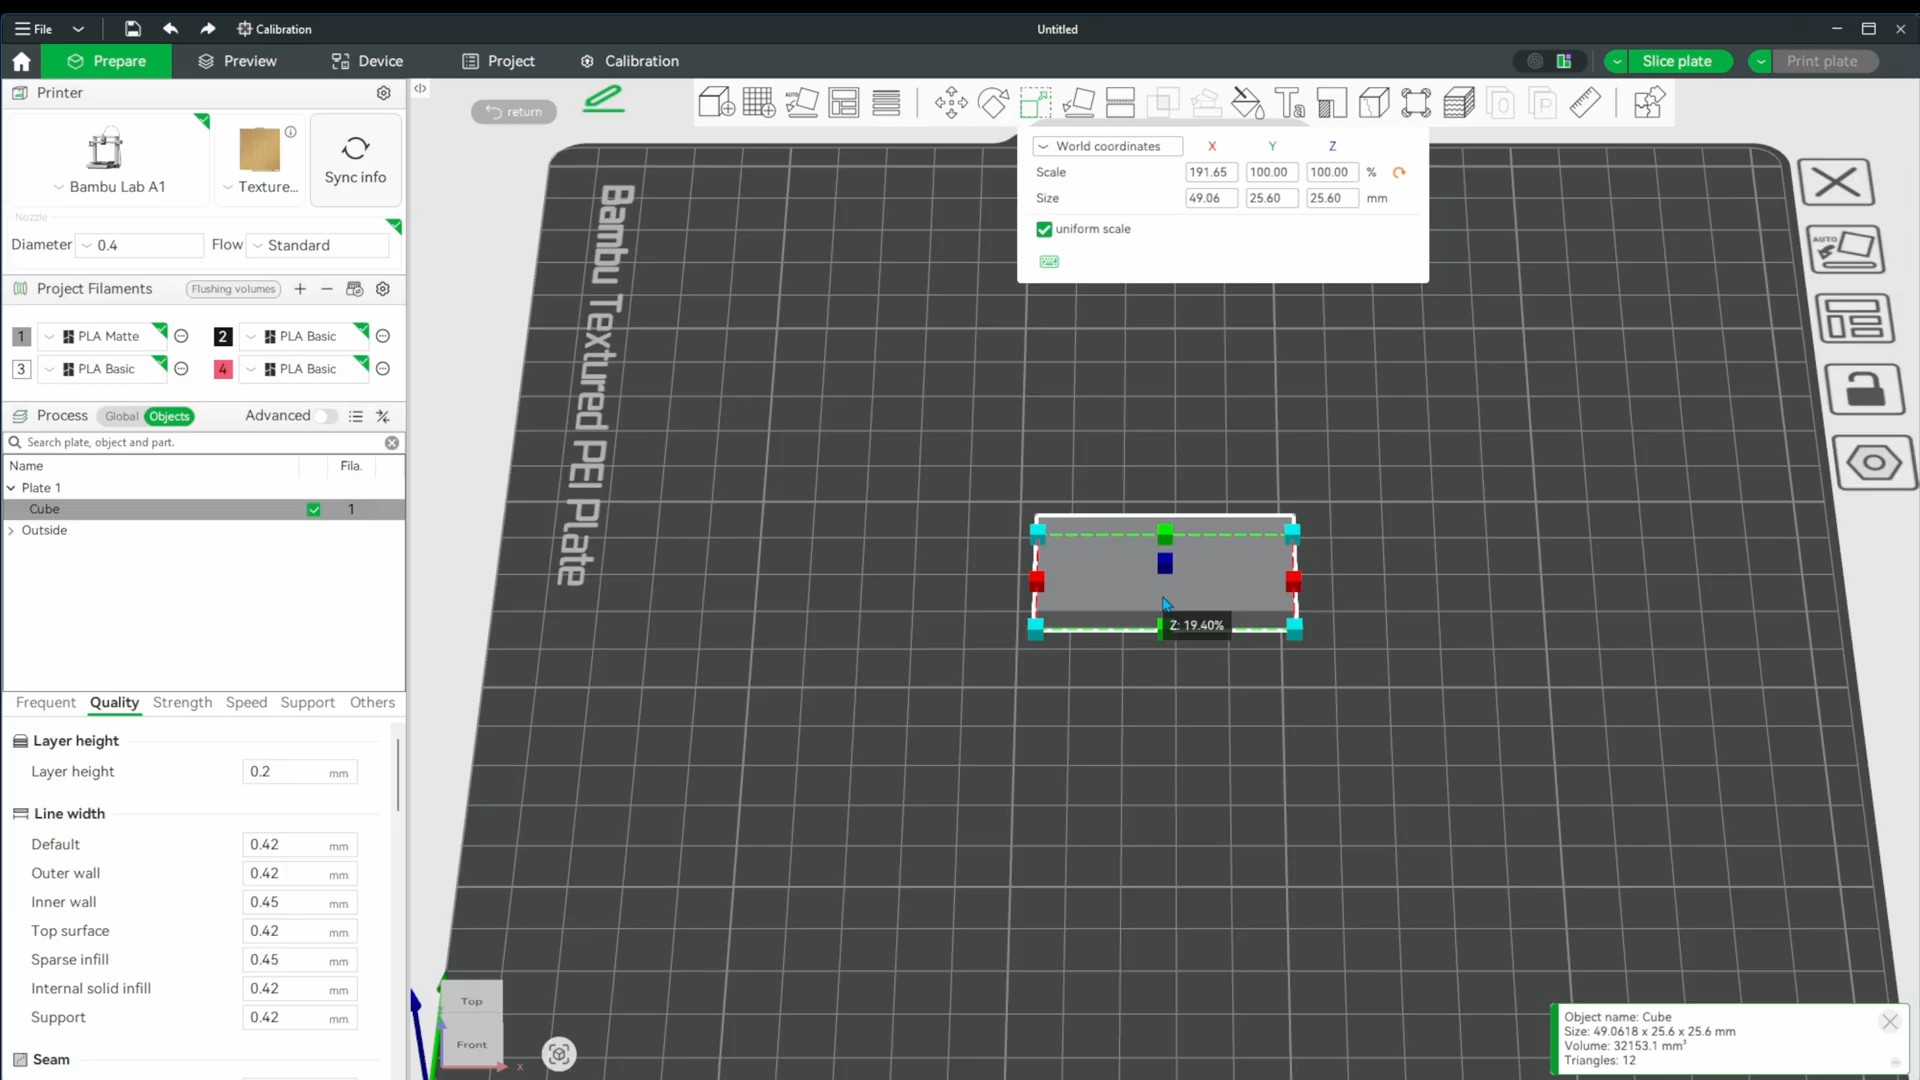 File
Calibration
Untitled
Prepare
Preview
Device
Project
Calibration
Slice plate
Print plate
Printer
return
Bambu Lab A1
Texture...
Sync info
Nozzle
Diameter 0.4 Flow Standard
Project Filaments Flushing volumes
1 PLA Matte 2 PLA Basic
3 PLA Basic 4 PLA Basic
Process Global Objects Advanced
Search plate, object and part.
Name Fila.
Plate 1
Cube 1
Outside
Frequent Quality Strength Speed Support Others
Layer height
Layer height 0.2 mm
Line width
Default 0.42 mm
Outer wall 0.42 mm
Inner wall 0.45 mm
Top surface 0.42 mm
Sparse infill 0.45 mm
Internal solid infill 0.42 mm
Support 0.42 mm
Seam
AUTO
World coordinates X Y Z
Scale 191.65 100.00 100.00 %
Size 49.06 25.60 25.60 mm
uniform scale
Bambu Textured PEI Plate
AUTO
Z: 19.40%
Top
Front
x
Object name: Cube
Size: 49.0618 x 25.6 x 25.6 mm
Volume: 32153.1 mm³
Triangles: 12